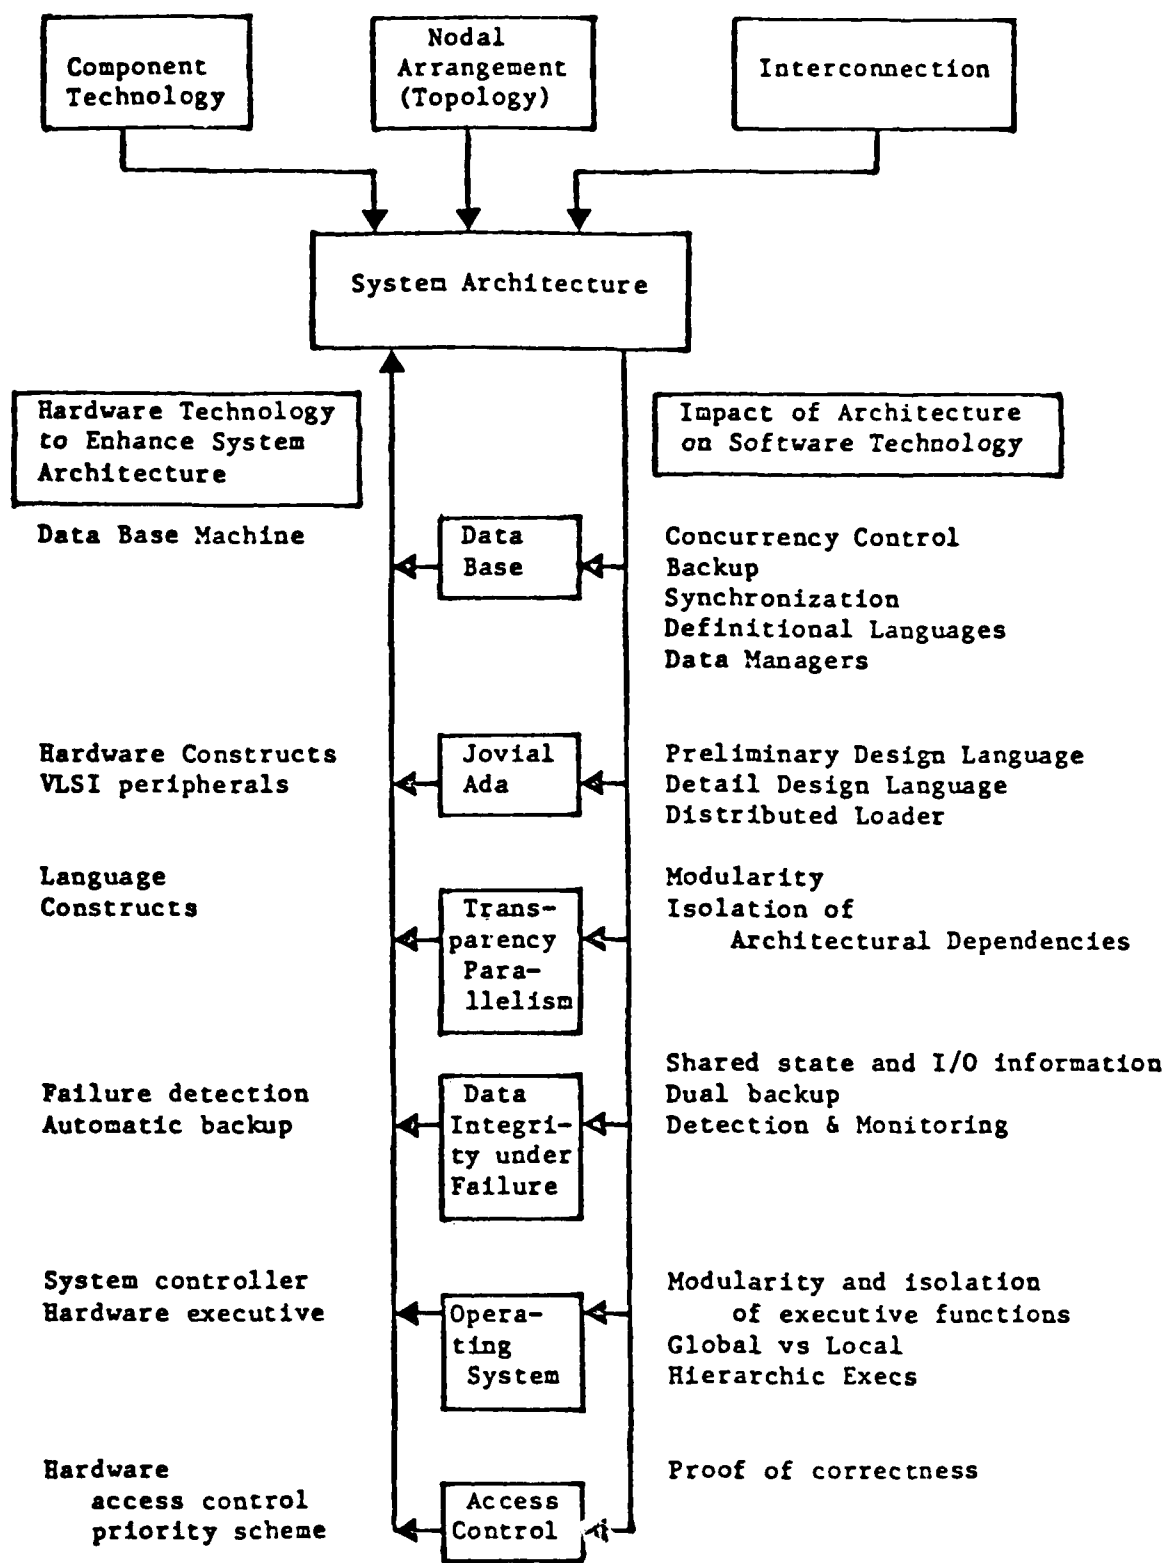 Component
Technology
Nodal
Arrangement
(Topology)
Interconnection
System Architecture
Hardware Technology
to Enhance System
Architecture
Impact of Architecture
on Software Technology
Data Base Machine
Data
Base
Concurrency Control
Backup
Synchronization
Definitional Languages
Data Managers
Hardware Constructs
VLSI peripherals
Jovial
Ada
Preliminary Design Language
Detail Design Language
Distributed Loader
Language
Constructs
Trans-
parency
Para-
llelism
Modularity
Isolation of
Architectural Dependencies
Failure detection
Automatic backup
Data
Integri-
ty under
Failure
Shared state and I/O information
Dual backup
Detection & Monitoring
System controller
Hardware executive
Opera-
ting
System
Modularity and isolation
of executive functions
Global vs Local
Hierarchic Execs
Hardware
access control
priority scheme
Access
Control
Proof of correctness